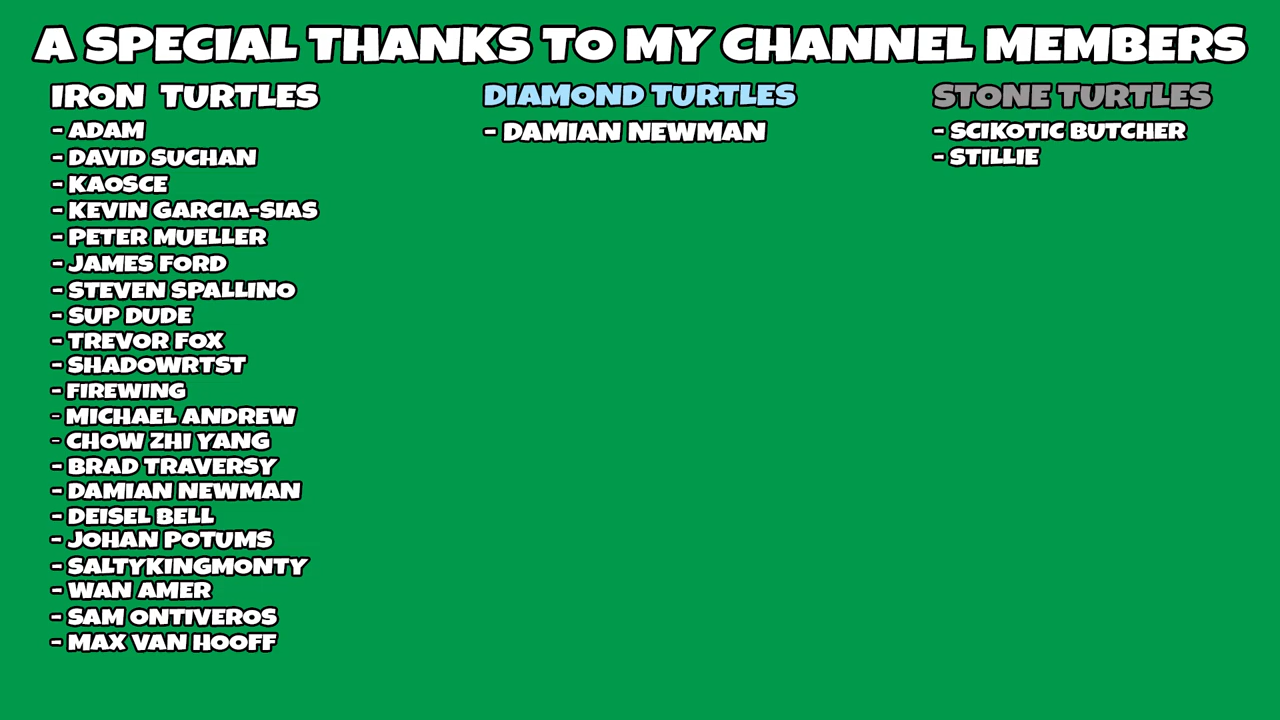 A SPECIAL THANKS TO MY CHANNEL MEMBERS
IRON TURTLES
- ADAM
- DAVID SUCHAN
- KAOSCE
- KEVIN GARCIA-SIAS
- PETER MUELLER
- JAMES FORD
- STEVEN SPALLINO
- SUP DUDE
- TREVOR FOX
- SHADOWRTST
- FIREWING
- MICHAEL ANDREW
- CHOW ZHI YANG
- BRAD TRAVERSY
- DAMIAN NEWMAN
- DEISEL BELL
- JOHAN POTUMS
- SALTYKINGMONTY
- WAN AMER
- SAM ONTIVEROS
- MAX VAN HOOFF
DIAMOND TURTLES
- DAMIAN NEWMAN
STONE TURTLES
- SCIKOTIC BUTCHER
- STILLIE